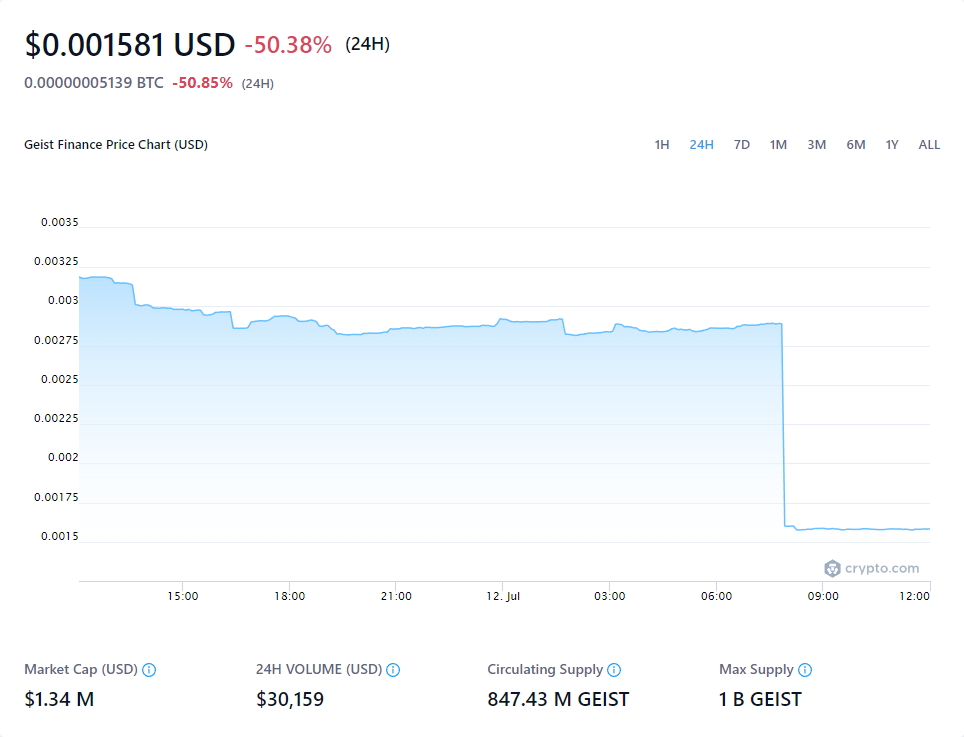 $0.001581 USD -50.38% (24H)
0.00000005139 BTC -50.85% (24H)
Geist Finance Price Chart (USD)
1H 24H 7D 1M 3M 6M 1Y ALL
0.0035
0.00325
0.003
0.00275
0.0025
0.00225
0.002
0.00175
0.0015
crypto.com
15:00 18:00 21:00 12. Jul 03:00 06:00 09:00 12:00
Market Cap (USD) 24H VOLUME (USD) Circulating Supply Max Supply
$1.34 M $30,159 847.43 M GEIST 1 B GEIST